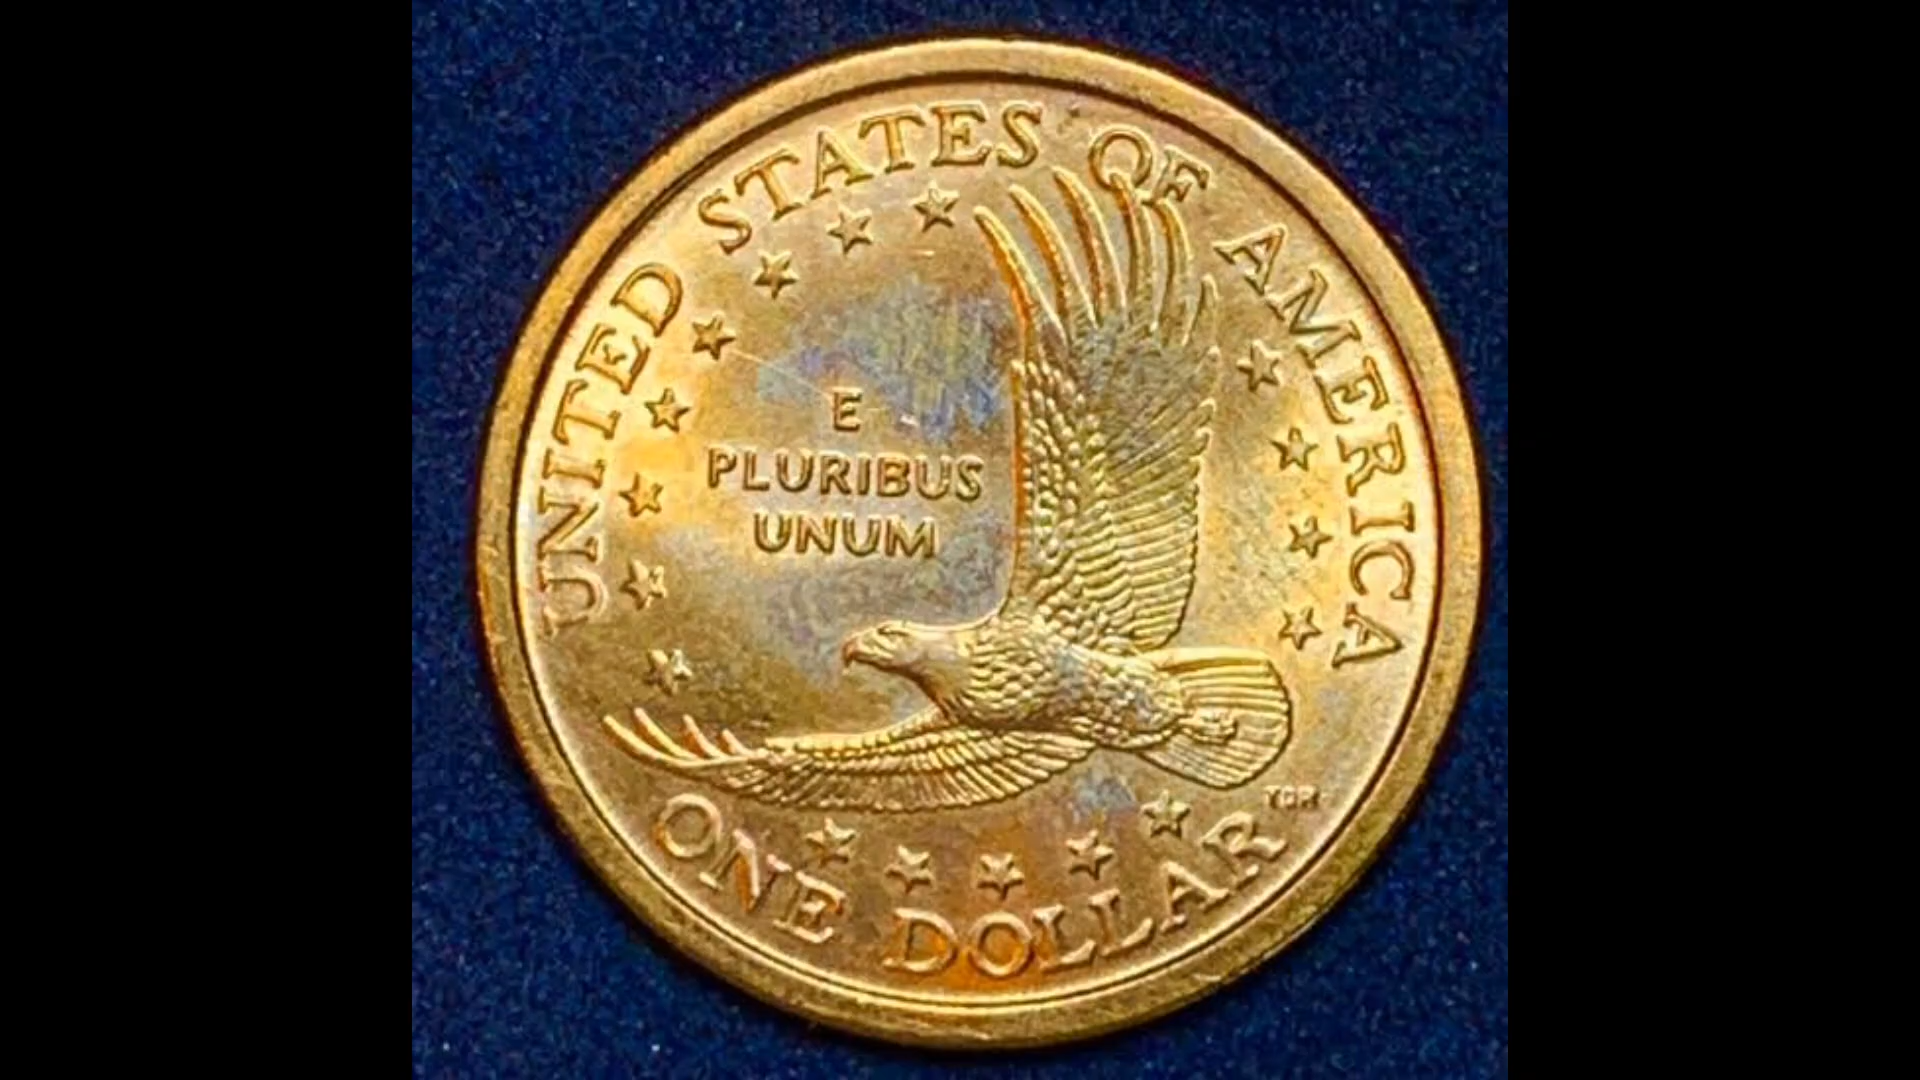 UNITED STATES OF AMERICA
E
PLURIBUS
UNUM
TDR
ONE DOLLAR